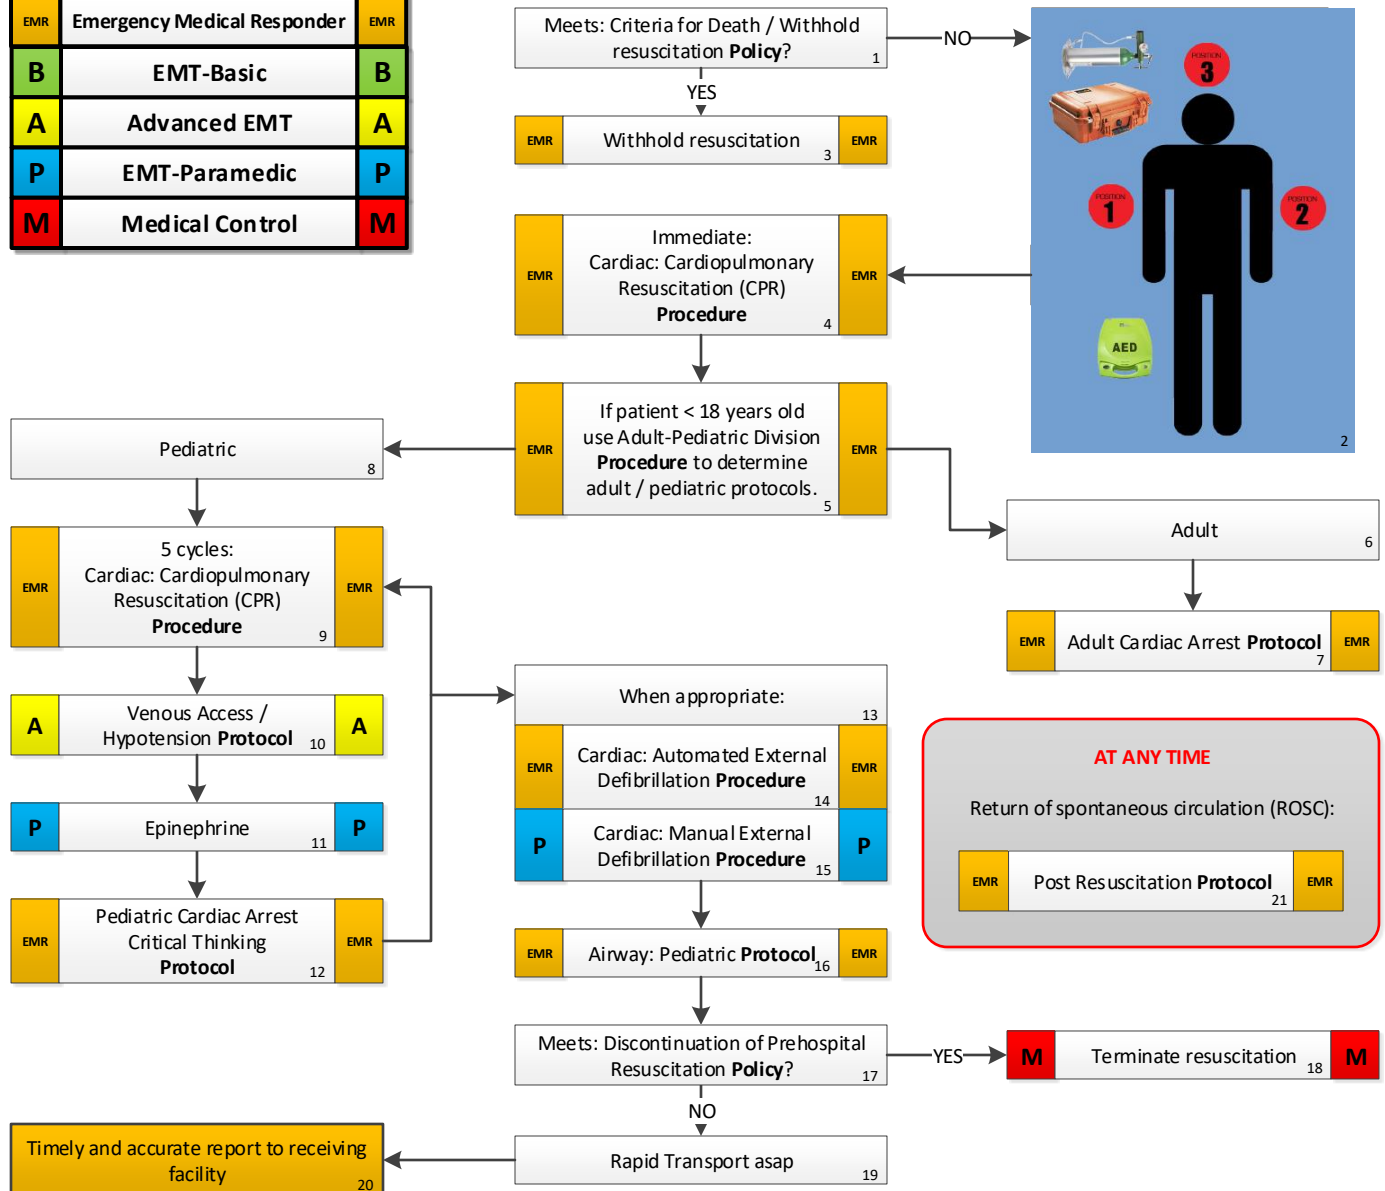 EMR Emergency Medical Responder EMR
B EMT-Basic B
A Advanced EMT A
P EMT-Paramedic P
M Medical Control M
Meets: Criteria for Death / Withhold
resuscitation Policy?
1
NO
YES
EMR Withhold resuscitation EMR
3
POSITION
3
POSITION
1
POSITION
2
AED
2
Immediate:
Cardiac: Cardiopulmonary
EMR Resuscitation (CPR) EMR
Procedure
4
If patient < 18 years old
use Adult-Pediatric Division
EMR Procedure to determine EMR
adult / pediatric protocols.
5
Pediatric
8
Adult
6
EMR Adult Cardiac Arrest Protocol EMR
7
5 cycles:
Cardiac: Cardiopulmonary
EMR Resuscitation (CPR) EMR
Procedure
9
A Venous Access / A
Hypotension Protocol 10
P Epinephrine P
11
Pediatric Cardiac Arrest
EMR Critical Thinking EMR
Protocol 12
When appropriate:
13
EMR Cardiac: Automated External EMR
Defibrillation Procedure
14
P Cardiac: Manual External P
Defibrillation Procedure
15
EMR Airway: Pediatric Protocol EMR
16
Meets: Discontinuation of Prehospital
Resuscitation Policy?
17
YES
M Terminate resuscitation M
18
NO
Rapid Transport asap
19
Timely and accurate report to receiving
facility
20
AT ANY TIME
Return of spontaneous circulation (ROSC):
EMR Post Resuscitation Protocol EMR
21